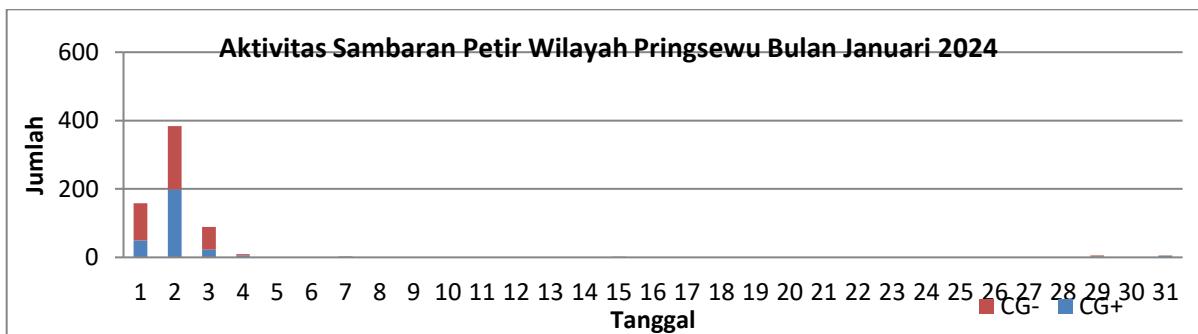 Aktivitas Sambaran Petir Wilayah Pringsewu Bulan Januari 2024
Jumlah
600
400
200
0
1 2 3 4 5 6 7 8 9 10 11 12 13 14 15 16 17 18 19 20 21 22 23 24 25 26 27 28 29 30 31
Tanggal
CG- CG+